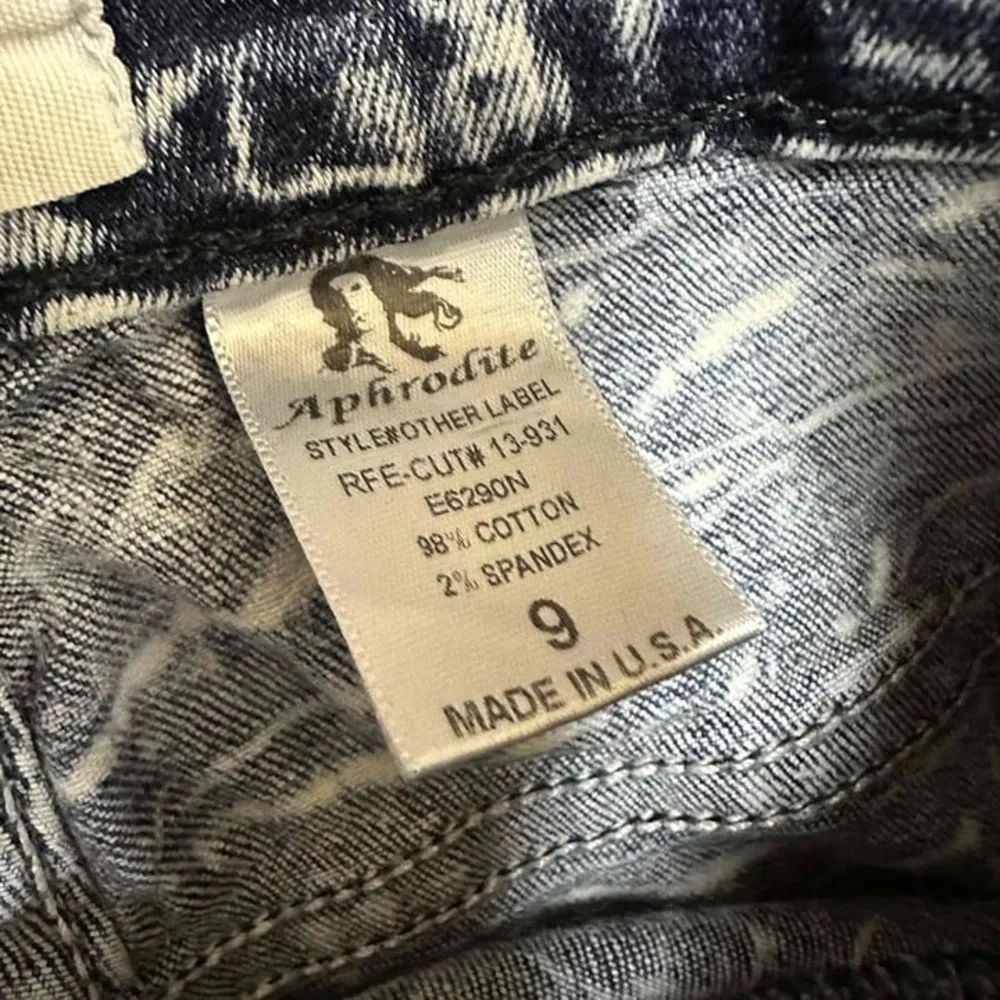 Aphrodite
STYLE#OTHER LABEL
RFE-CUT# 13-931
E6290N
98% COTTON
2% SPANDEX
9
MADE IN U.S.A.